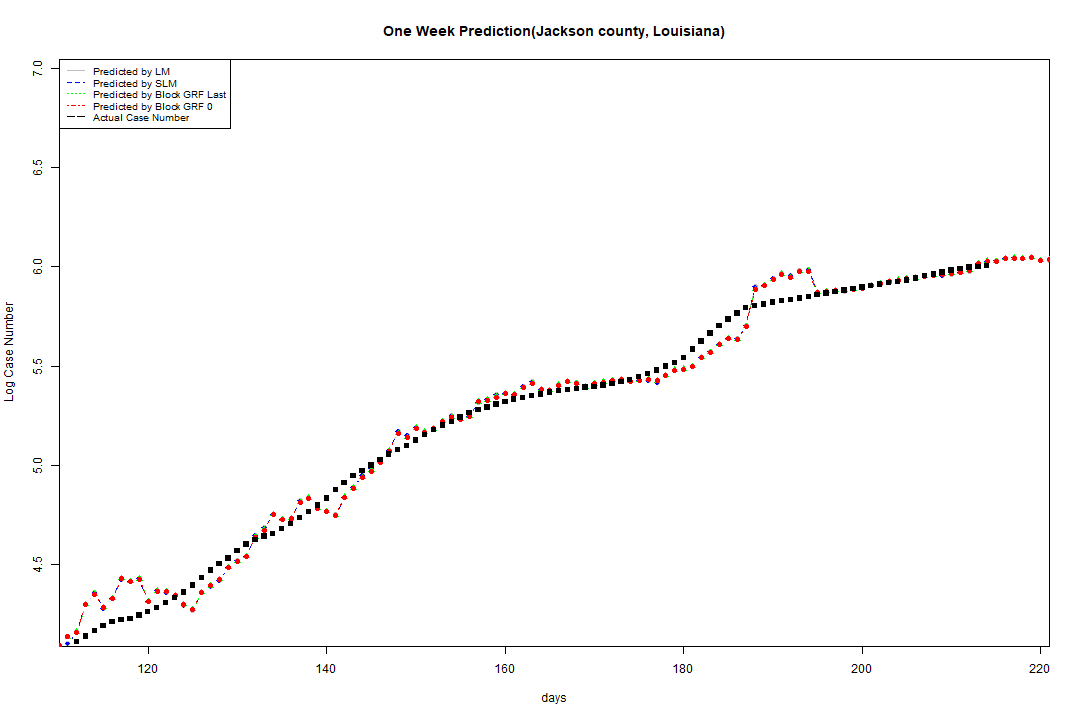 One Week Prediction(Jackson county, Louisiana)
7.0
6.5
6.0
5.5
5.0
4.5
Log Case Number
Predicted by LM
Predicted by SLM
Predicted by Block GRF Last
Predicted by Block GRF 0
Actual Case Number
120 140 160 180 200 220
days